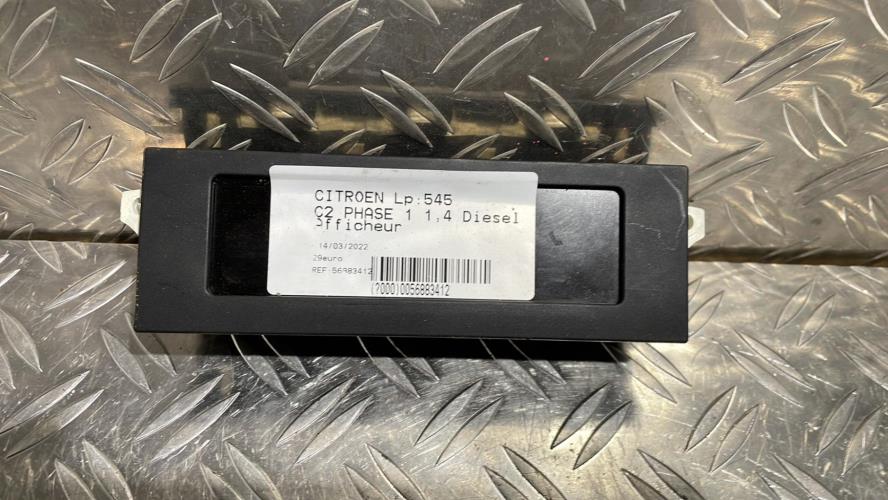 CITROEN Lp:545
C2 PHASE 1 1,4 Diesel
Afficheur
14/03/2022
29euro
REF:56883412
(2000)0056883412